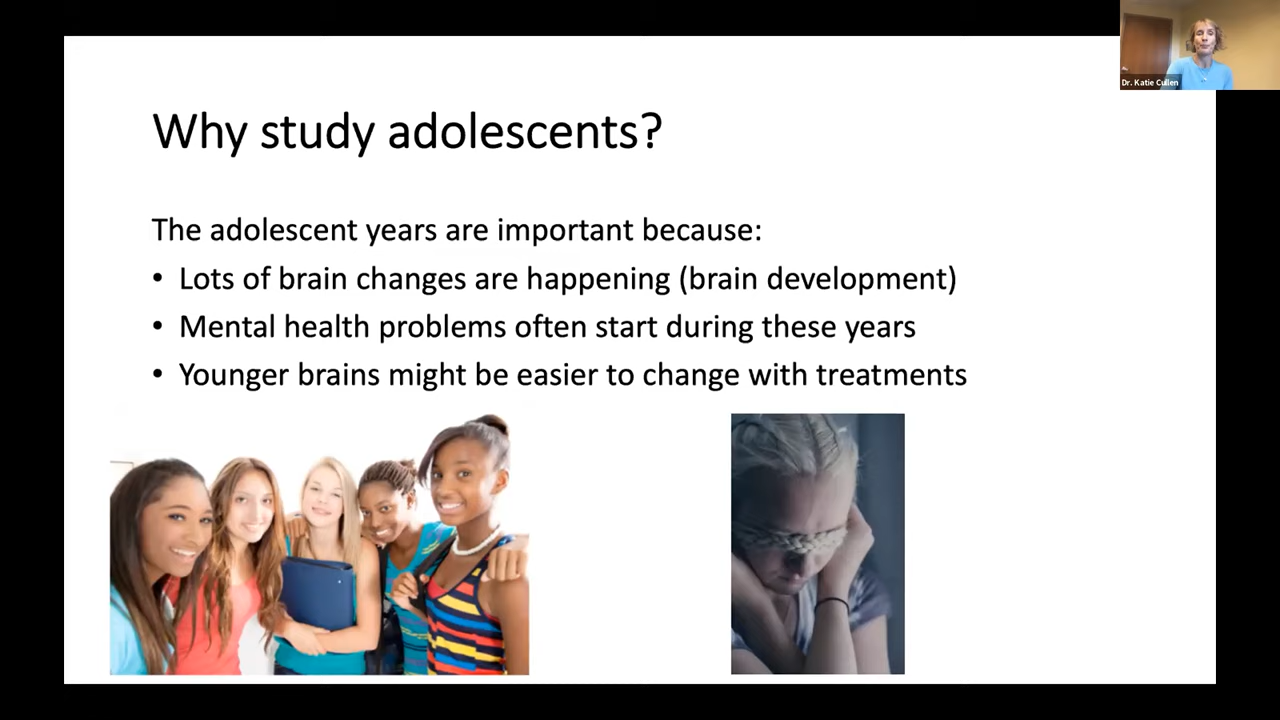 Dr. Katie Cullen
Why study adolescents?
The adolescent years are important because:
• Lots of brain changes are happening (brain development)
• Mental health problems often start during these years
• Younger brains might be easier to change with treatments